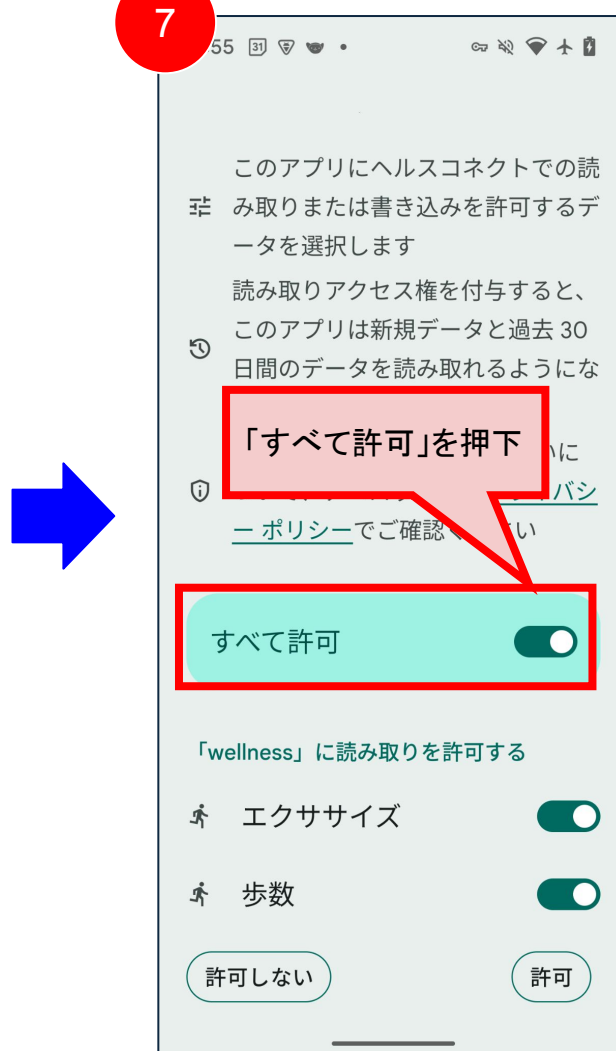 7
55
31
このアプリにヘルスコネクトでの読
み取りまたは書き込みを許可するデ
ータを選択します
読み取りアクセス権を付与すると、
このアプリは新規データと過去 30
日間のデータを読み取れるようにな
「すべて許可」を押下
いに
バシ
ー ポリシーでご確認く
い
すべて許可
「wellness」に読み取りを許可する
エクササイズ
歩数
許可しない
許可